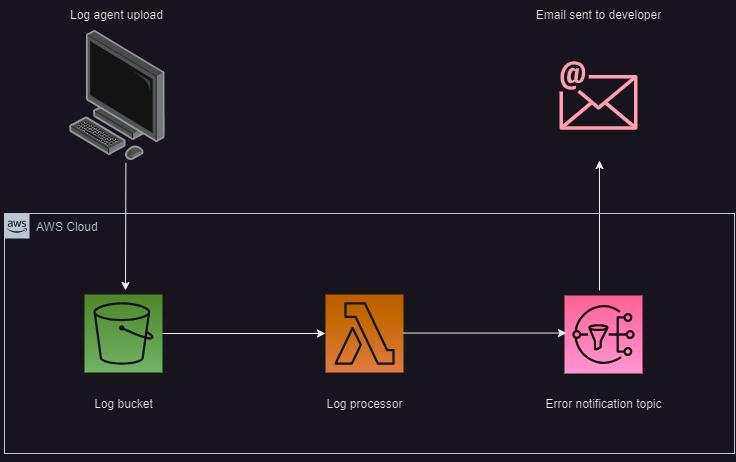 Log agent upload
Email sent to developer
@
aws
AWS Cloud
Log bucket
Log processor
Error notification topic